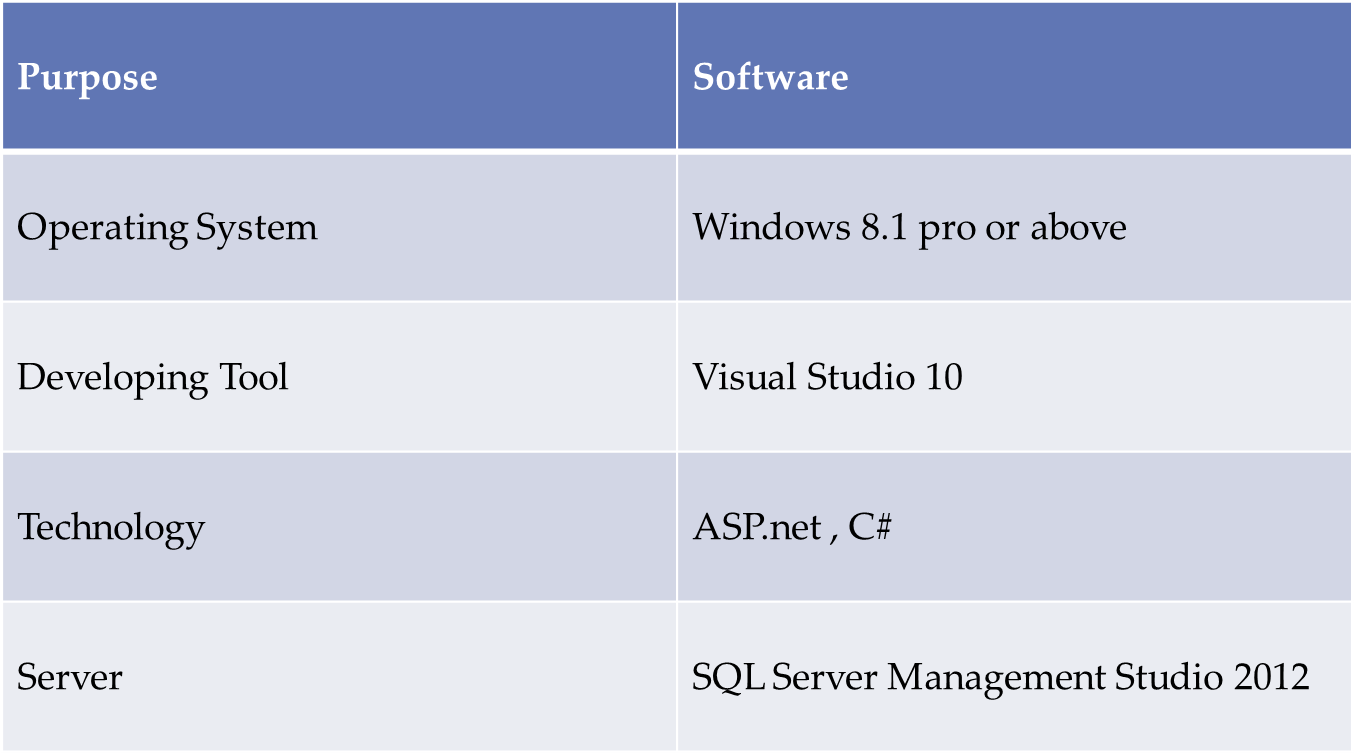 Purpose Software
Operating System Windows 8.1 pro or above
Developing Tool Visual Studio 10
Technology ASP.net , C#
Server SQL Server Management Studio 2012